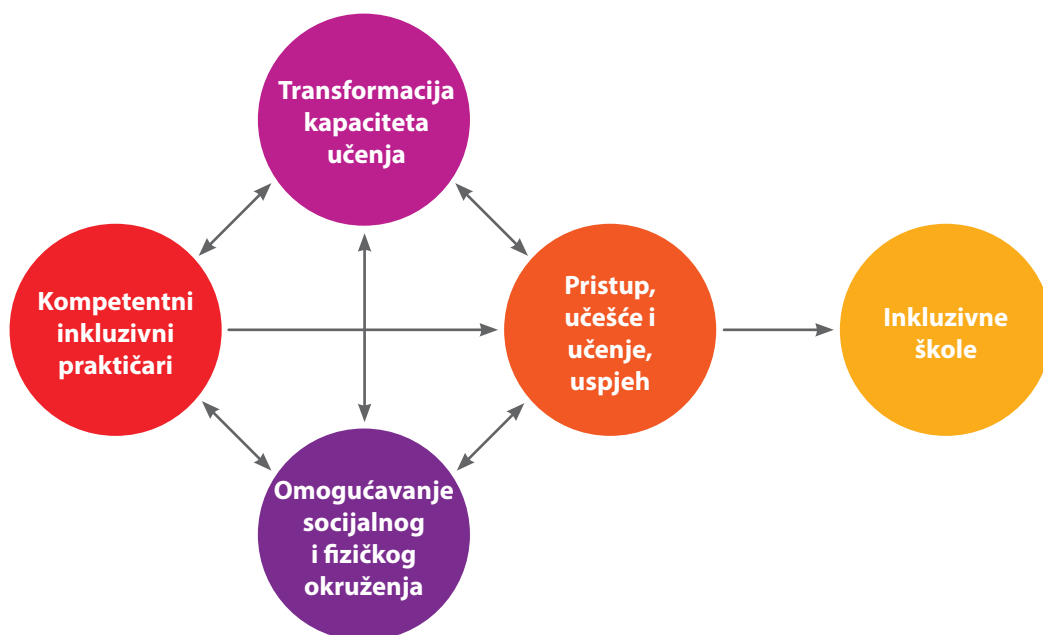 Transformacija
kapaciteta
učenja
Kompetentni
inkluzivni
praktičari
Pristup,
učešće i
učenje,
uspjeh
Inkluzivne
škole
Omogućavanje
socijalnog
i fizičkog
okruženja